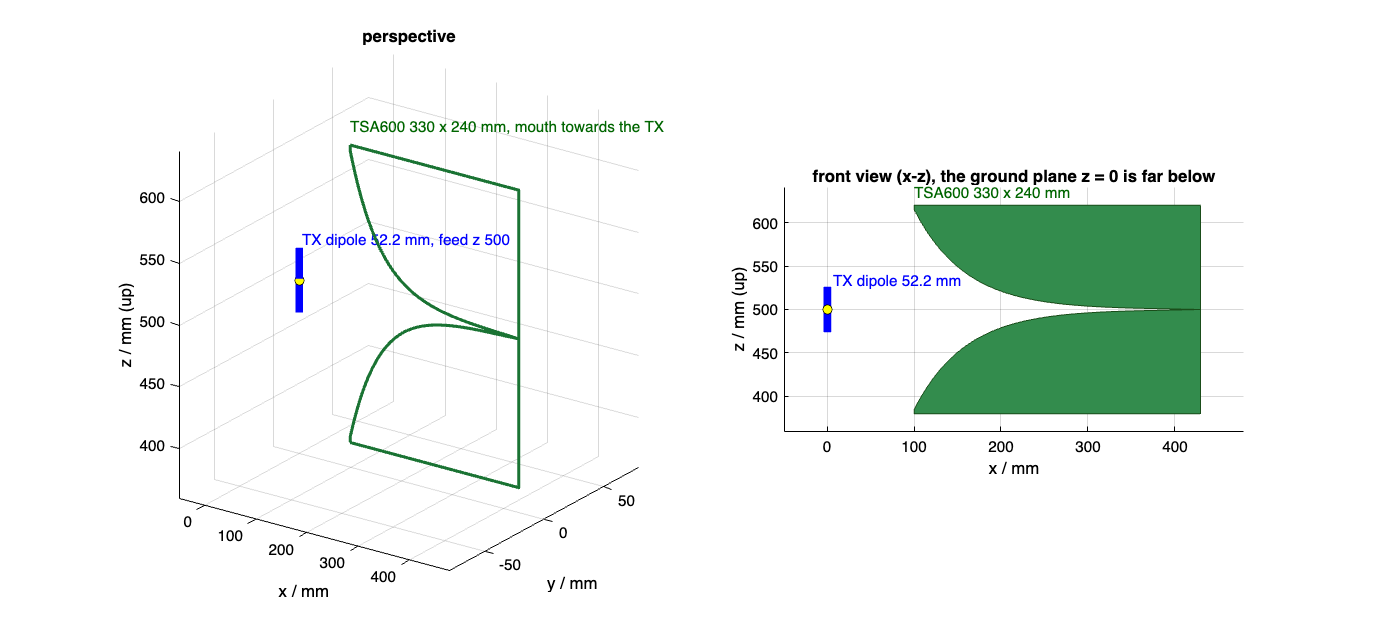 perspective
TSA600 330 x 240 mm, mouth towards the TX
TX dipole 52.2 mm, feed z 500
z / mm (up)
600
550
500
450
400
0
100
200
300
400
x / mm
-50
0
50
y / mm
front view (x-z), the ground plane z = 0 is far below
TSA600 330 x 240 mm
TX dipole 52.2 mm
z / mm (up)
600
550
500
450
400
0
100
200
300
400
x / mm